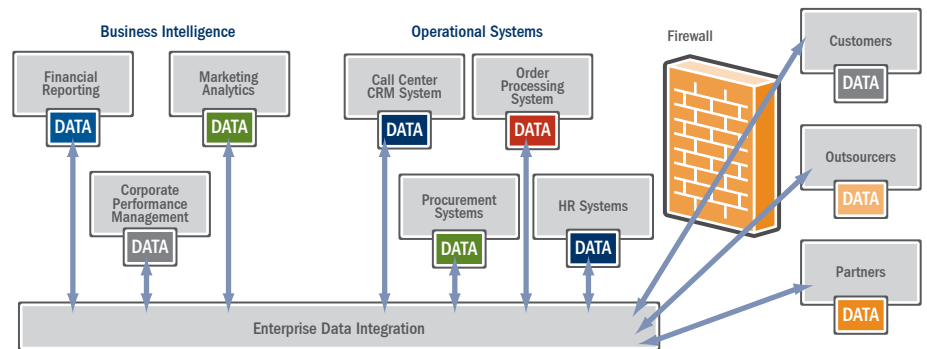 Business Intelligence
Operational Systems
Firewall
Customers
DATA
Financial
Reporting
DATA
Marketing
Analytics
DATA
Call Center
CRM System
DATA
Order
Processing
System
DATA
Outsourcers
DATA
Corporate
Performance
Management
DATA
Procurement
Systems
DATA
HR Systems
DATA
Partners
DATA
Enterprise Data Integration